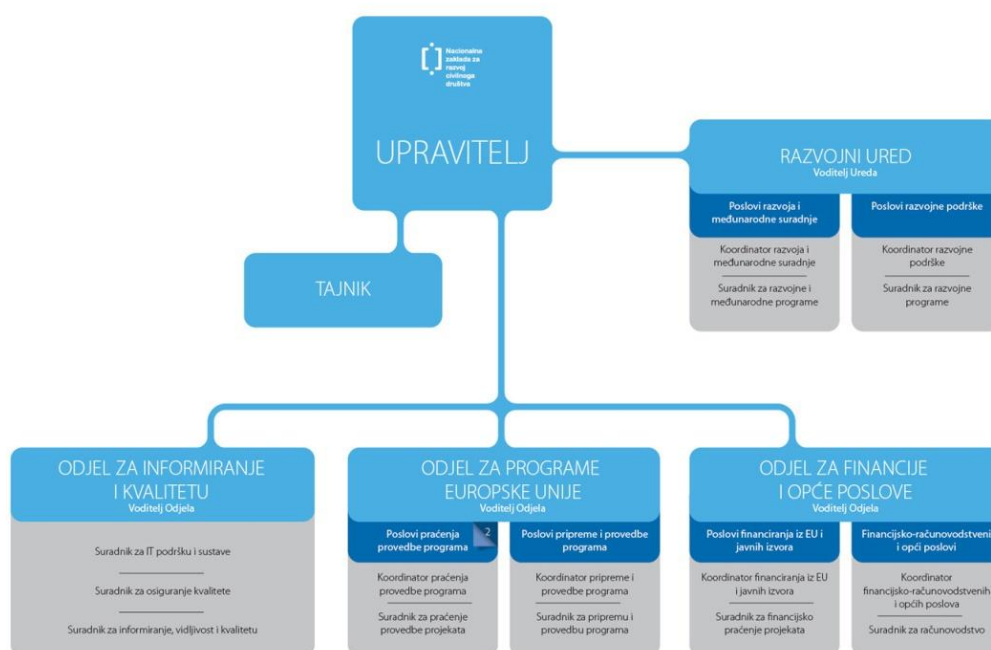 Nacionalna
zaklada za
razvoj
civilnoga
društva
UPRAVITELJ
RAZVOJNI URED
Voditelj Ureda
Poslovi razvoja i
međunarodne suradnje
Koordinator razvoja i
međunarodne suradnje
Suradnik za razvojne i
međunarodne programe
Poslovi razvojne podrške
Koordinator razvojne
podrške
Suradnik za razvojne
programe
TAJNIK
ODJEL ZA INFORMIRANJE
I KVALITETU
Voditelj Odjela
Suradnik za IT podršku i sustave
Suradnik za osiguranje kvalitete
Suradnik za informiranje, vidljivost i kvalitetu
ODJEL ZA PROGRAME
EUROPSKE UNIJE
Voditelj Odjela
Poslovi praćenja
provedbe programa
2
Koordinator praćenja
provedbe programa
Suradnik za praćenje
provedbe projekata
Poslovi pripreme i provedbe
programa
Koordinator pripreme i
provedbe programa
Suradnik za pripremu i
provedbu programa
ODJEL ZA FINANCIJE
I OPĆE POSLOVE
Voditelj Odjela
Poslovi financiranja iz EU i
javnih izvora
Koordinator financiranja iz EU
i javnih izvora
Suradnik za financijsko
praćenje projekata
Financijsko-računovodstveni
i opći poslovi
Koordinator
financijsko-računovodstvenih
i općih poslova
Suradnik za računovodstvo